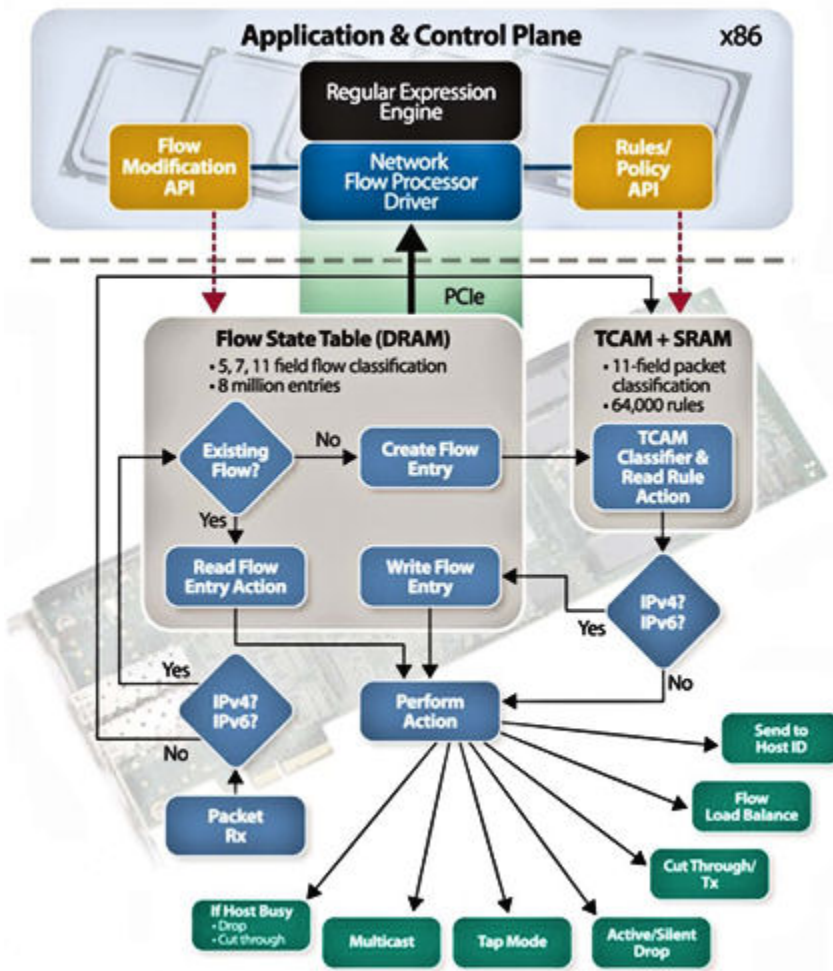 Application & Control Plane
x86
Regular Expression
Engine
Flow
Modification
API
Network
Flow Processor
Driver
Rules/
Policy
API
PCIe
Flow State Table (DRAM)
• 5, 7, 11 field flow classification
• 8 million entries
TCAM + SRAM
• 11-field packet
classification
• 64,000 rules
Existing
Flow?
No
Create Flow
Entry
TCAM
Classifier &
Read Rule
Action
Yes
Read Flow
Entry Action
Write Flow
Entry
IPv4?
IPv6?
Yes
No
Yes
IPv4?
IPv6?
No
Perform
Action
Packet
Rx
Send to
Host ID
Flow
Load Balance
Cut Through/
Tx
If Host Busy
• Drop
• Cut through
Multicast
Tap Mode
Active/Silent
Drop